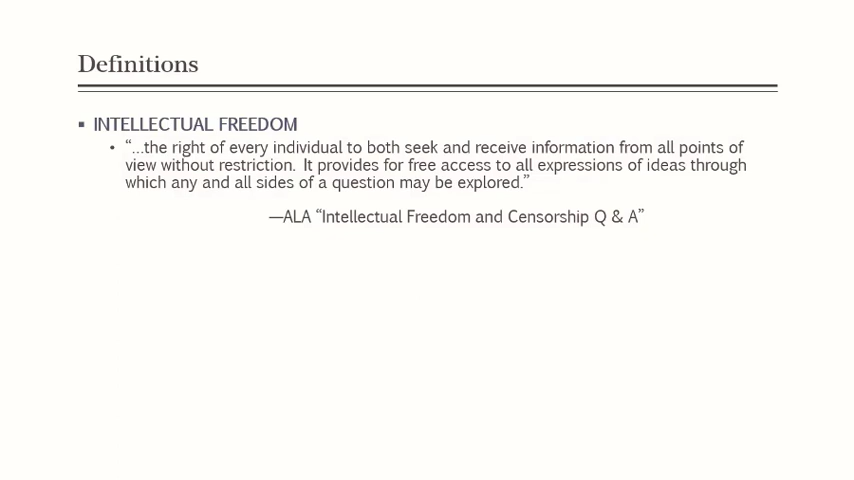 Definitions
▪ INTELLECTUAL FREEDOM
• “…the right of every individual to both seek and receive information from all points of
view without restriction.  It provides for free access to all expressions of ideas through
which any and all sides of a question may be explored.”
—ALA “Intellectual Freedom and Censorship Q & A”